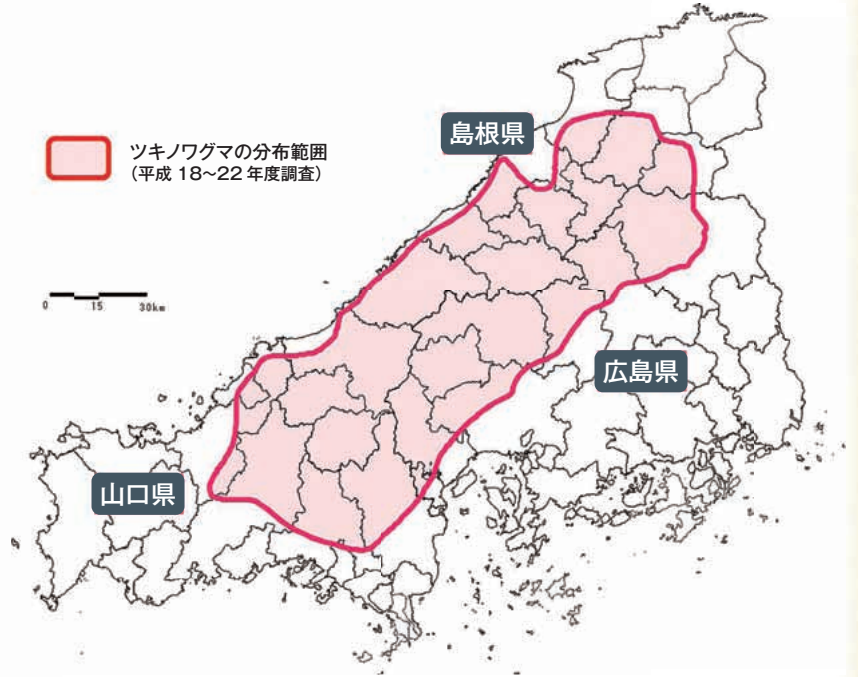 島根県
ツキノワグマの分布範囲
(平成 18~22 年度調査)
0 15 30km
広島県
山口県